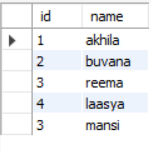 id name
1 akhila
2 buvana
3 reema
4 laasya
3 mansi